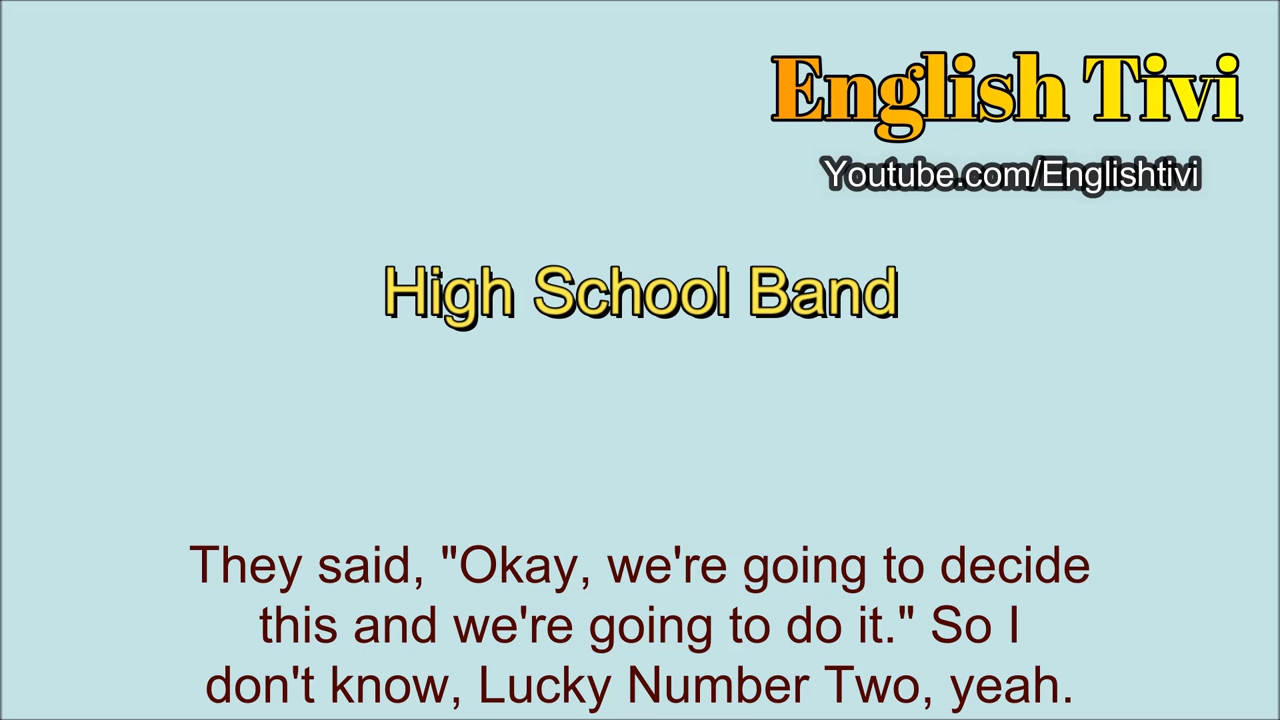 English Tivi
Youtube.com/Englishtivi
High School Band
They said, "Okay, we're going to decide
this and we're going to do it." So I
don't know, Lucky Number Two, yeah.